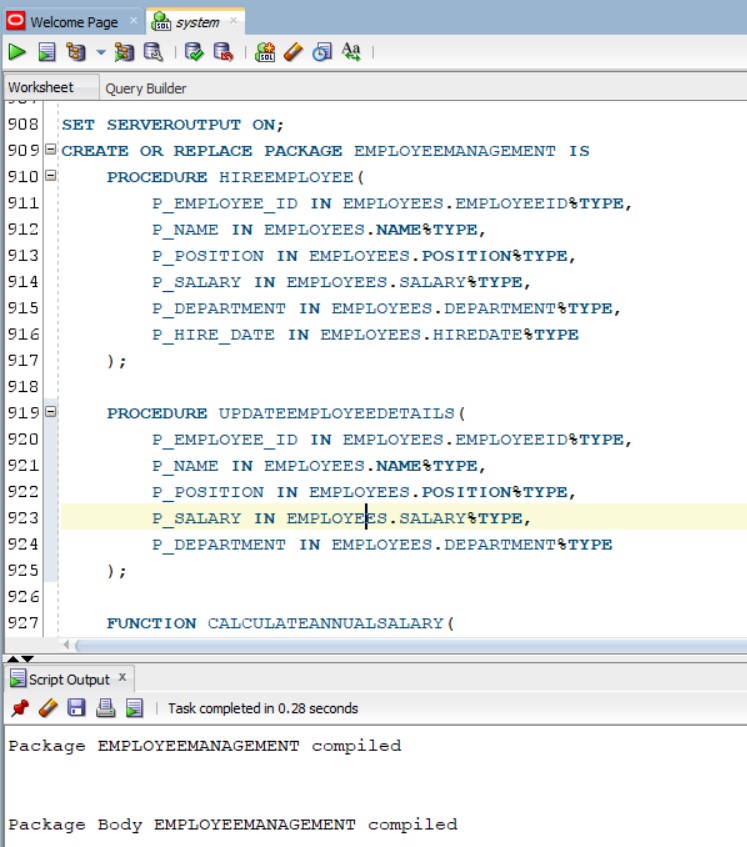 Welcome Page
system
Worksheet
Query Builder
908 SET SERVEROUTPUT ON;
909 CREATE OR REPLACE PACKAGE EMPLOYEEMANAGEMENT IS
910 PROCEDURE HIREEMPLOYEE(
911 P_EMPLOYEE_ID IN EMPLOYEES.EMPLOYEEID%TYPE,
912 P_NAME IN EMPLOYEES.NAME%TYPE,
913 P_POSITION IN EMPLOYEES.POSITION%TYPE,
914 P_SALARY IN EMPLOYEES.SALARY%TYPE,
915 P_DEPARTMENT IN EMPLOYEES.DEPARTMENT%TYPE,
916 P_HIRE_DATE IN EMPLOYEES.HIREDATE%TYPE
917 );
918
919 PROCEDURE UPDATEEMPLOYEEDETAILS(
920 P_EMPLOYEE_ID IN EMPLOYEES.EMPLOYEEID%TYPE,
921 P_NAME IN EMPLOYEES.NAME%TYPE,
922 P_POSITION IN EMPLOYEES.POSITION%TYPE,
923 P_SALARY IN EMPLOYEES.SALARY%TYPE,
924 P_DEPARTMENT IN EMPLOYEES.DEPARTMENT%TYPE
925 );
926
927 FUNCTION CALCULATEANNUALSALARY(
Script Output
Task completed in 0.28 seconds
Package EMPLOYEEMANAGEMENT compiled
Package Body EMPLOYEEMANAGEMENT compiled